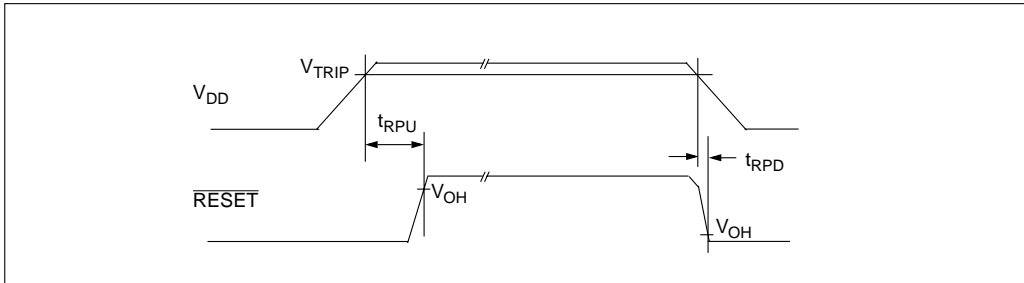 VTRIP
VDD
tRPU
tRPD
RESET
VOH
VOH